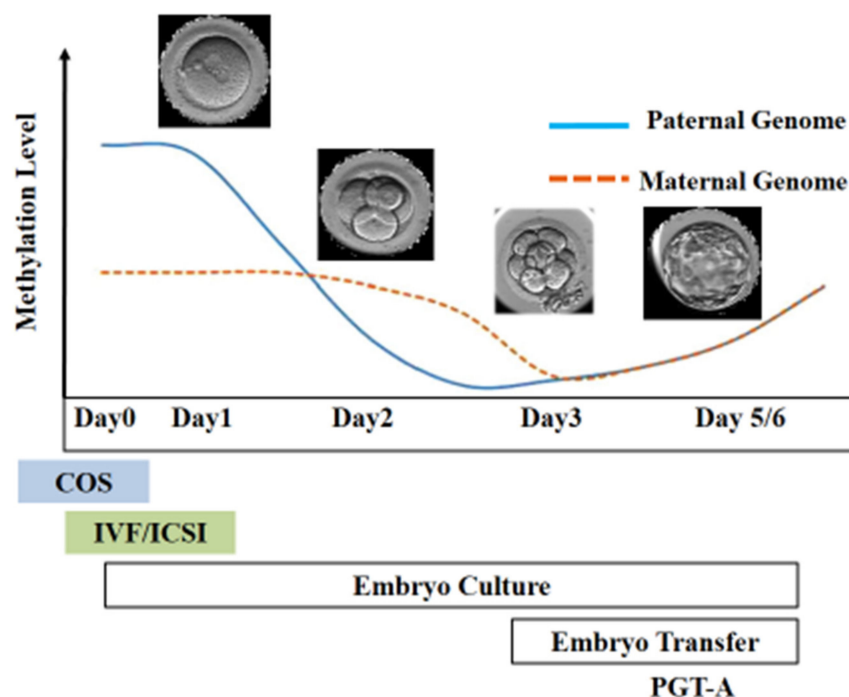 Methylation Level
Paternal Genome
Maternal Genome
Day0 Day1 Day2 Day3 Day 5/6
COS
IVF/ICSI
Embryo Culture
Embryo Transfer
PGT-A